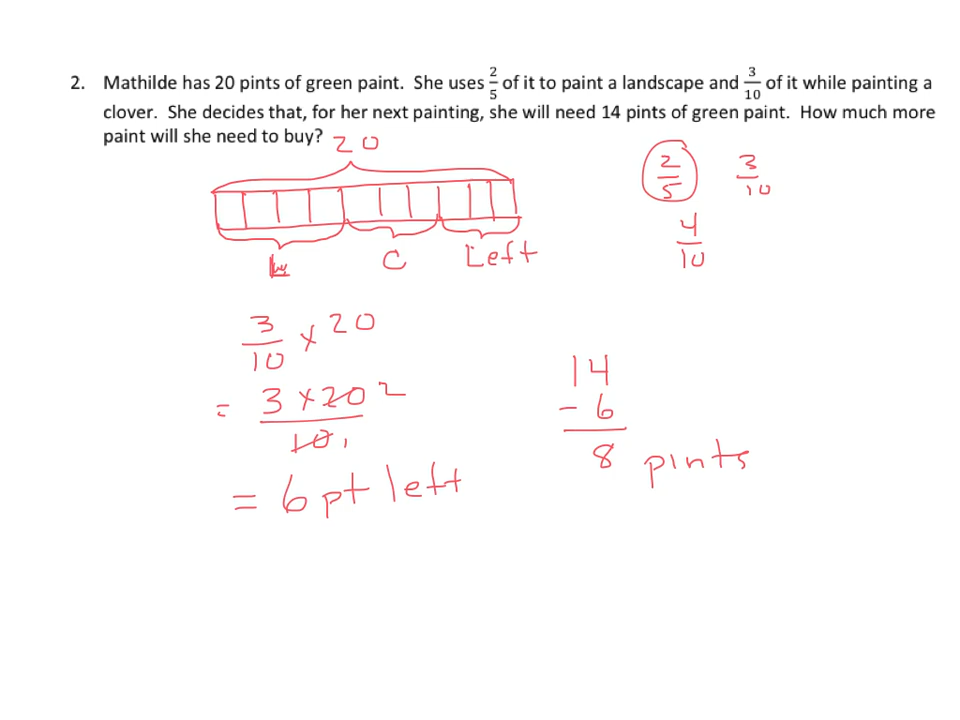 2. Mathilde has 20 pints of green paint. She uses 2/5 of it to paint a landscape and 3/10 of it while painting a
clover. She decides that, for her next painting, she will need 14 pints of green paint. How much more
paint will she need to buy?
20
2/5 3/10
4/10
C Left
3/10 × 20
= 3 × 20 2 / 10 1
= 6 pt left
14
- 6
8 pints